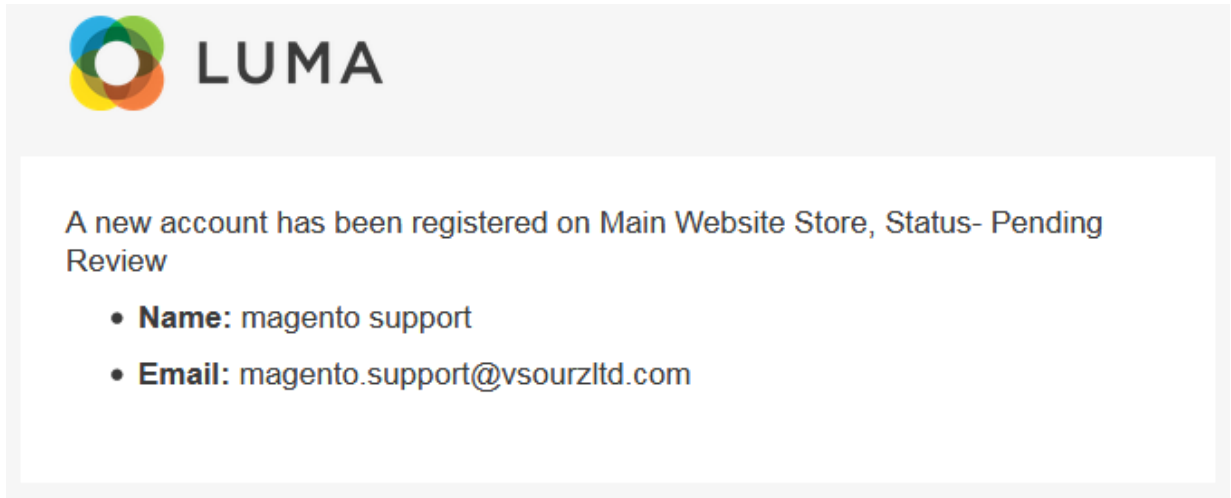 LUMA
A new account has been registered on Main Website Store, Status- Pending
Review
• Name: magento support
• Email: magento.support@vsourzltd.com